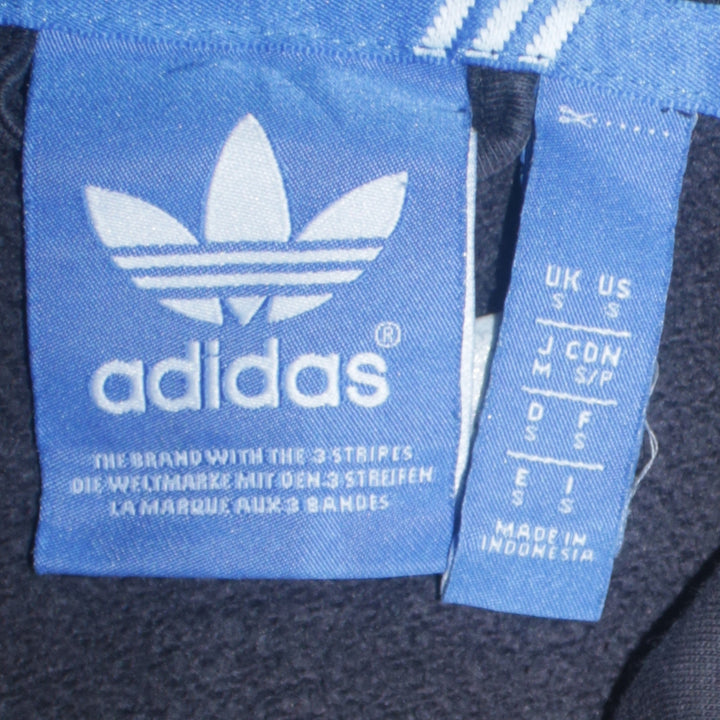 adidas®
THE BRAND WITH THE 3 STRIPES
DIE WELTMARKE MIT DEN 3 STREIFEN
LA MARQUE AUX 3 BANDES
UK US
S S
J CDN
M S/P
D F
S S
E I
S S
MADE IN
INDONESIA